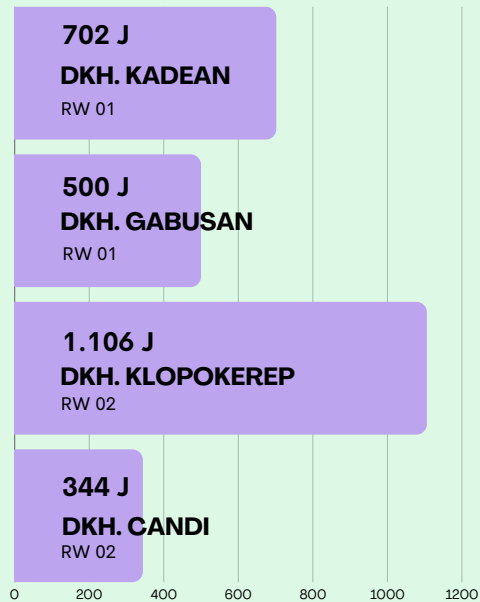 702 J
DKH. KADEAN
RW 01
500 J
DKH. GABUSAN
RW 01
1.106 J
DKH. KLOPOKEREP
RW 02
344 J
DKH. CANDI
RW 02
0 200 400 600 800 1000 1200